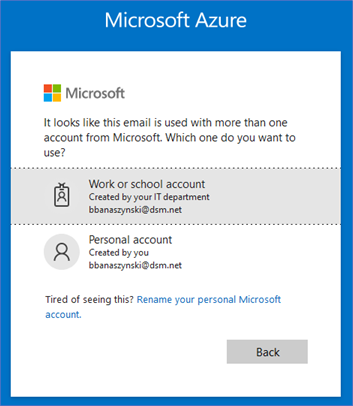 Microsoft Azure
Microsoft
It looks like this email is used with more than one
account from Microsoft. Which one do you want to
use?
Work or school account
Created by your IT department
bbanaszynski@dsm.net
Personal account
Created by you
bbanaszynski@dsm.net
Tired of seeing this? Rename your personal Microsoft
account.
Back